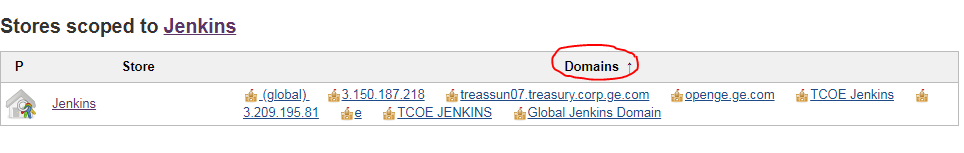 Stores scoped to Jenkins
P Store Domains ↑
Jenkins (global) 3.150.187.218 treassun07.treasury.corp.ge.com openge.ge.com TCOE Jenkins
3.209.195.81 e TCOE JENKINS Global Jenkins Domain